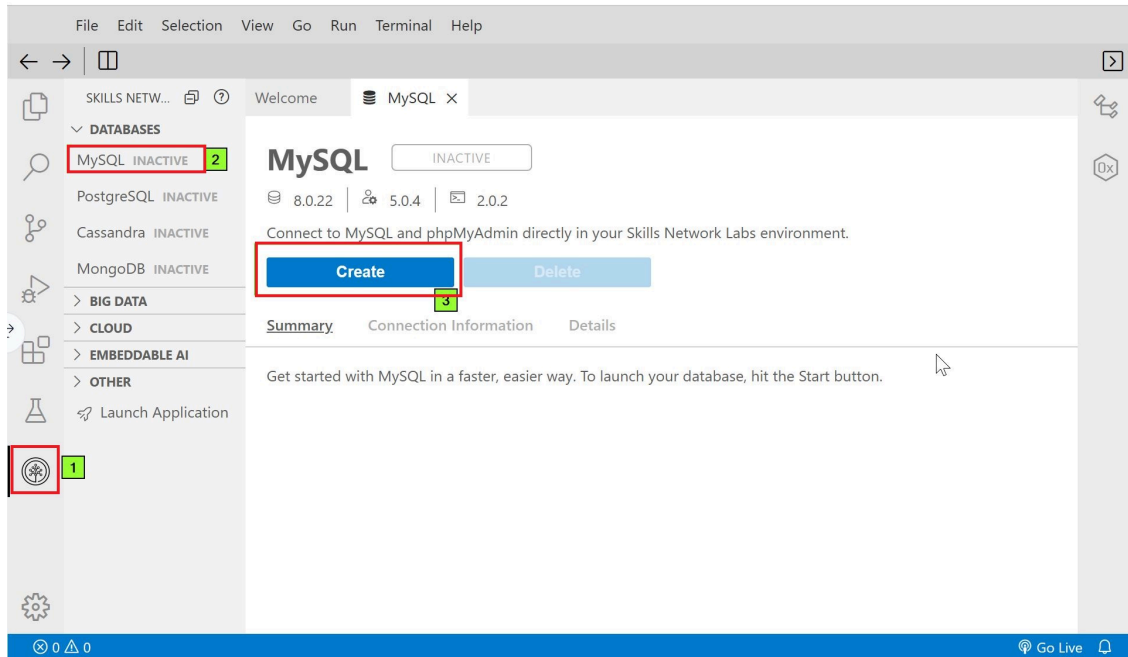 File Edit Selection View Go Run Terminal Help
SKILLS NETW...
Welcome MySQL
DATABASES
MySQL INACTIVE 2
PostgreSQL INACTIVE
Cassandra INACTIVE
MongoDB INACTIVE
BIG DATA
CLOUD
EMBEDDABLE AI
OTHER
Launch Application
1
MySQL INACTIVE
8.0.22 5.0.4 2.0.2
Connect to MySQL and phpMyAdmin directly in your Skills Network Labs environment.
Create Delete
3
Summary Connection Information Details
Get started with MySQL in a faster, easier way. To launch your database, hit the Start button.
0x
0 0
Go Live